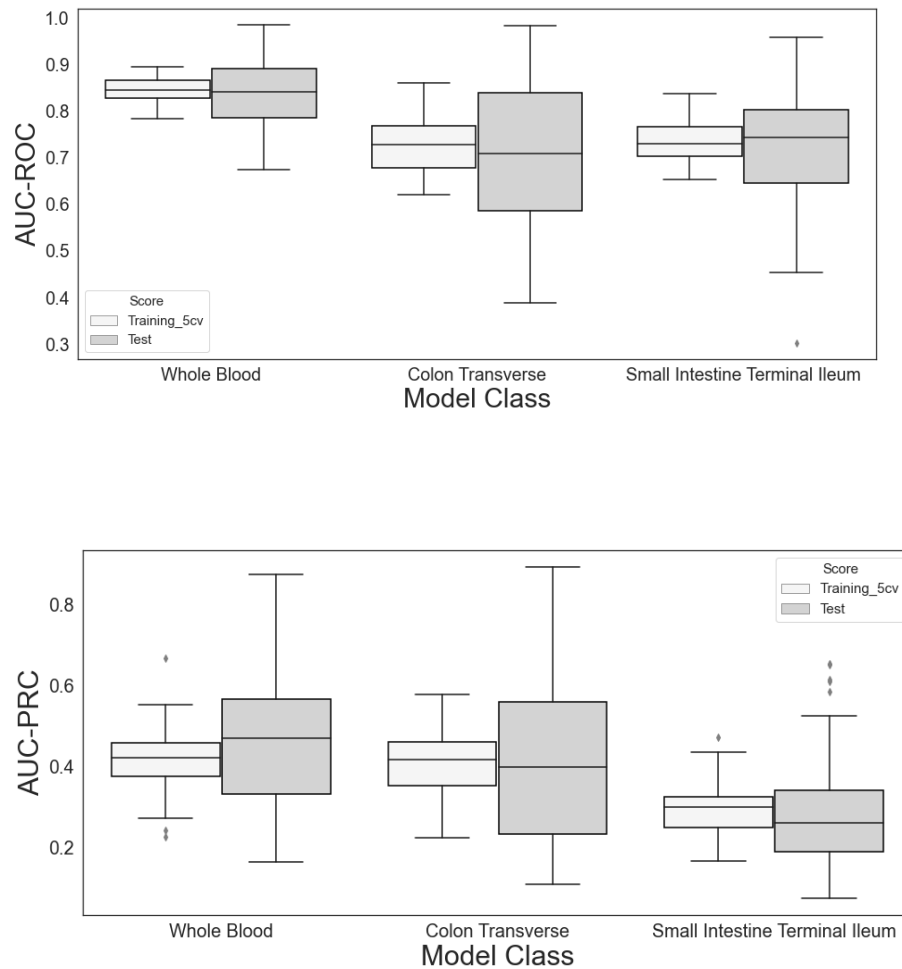 1.0
0.9
0.8
0.7
0.6
0.5
0.4
0.3
AUC-ROC
Score
Training_5cv
Test
Whole Blood Colon Transverse Small Intestine Terminal Ileum
Model Class
0.8
0.6
0.4
0.2
AUC-PRC
Score
Training_5cv
Test
Whole Blood Colon Transverse Small Intestine Terminal Ileum
Model Class